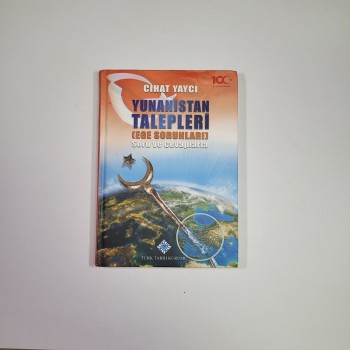 CİHAT YAYCI
100
YUNANİSTAN
TALEPLERİ
(EGE SORUNLARI)
Soru ve Cevaplarla
TÜRK TARİH KURUMU